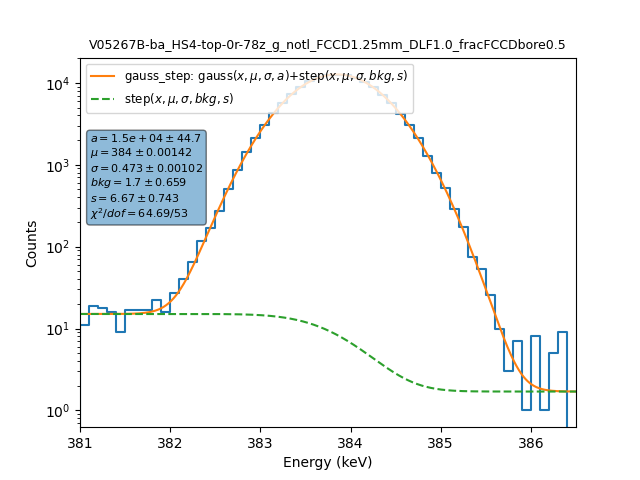 V05267B-ba_HS4-top-0r-78z_g_notl_FCCD1.25mm_DLF1.0_fracFCCDbore0.5
gauss_step: gauss(x, μ, σ, a)+step(x, μ, σ, bkg, s)
step(x, μ, σ, bkg, s)
a = 1.5e + 04 ± 44.7
μ = 384 ± 0.00142
σ = 0.473 ± 0.00102
bkg = 1.7 ± 0.659
s = 6.67 ± 0.743
χ²/dof = 64.69/53
10⁴
10³
10²
10¹
10⁰
Counts
381 382 383 384 385 386
Energy (keV)